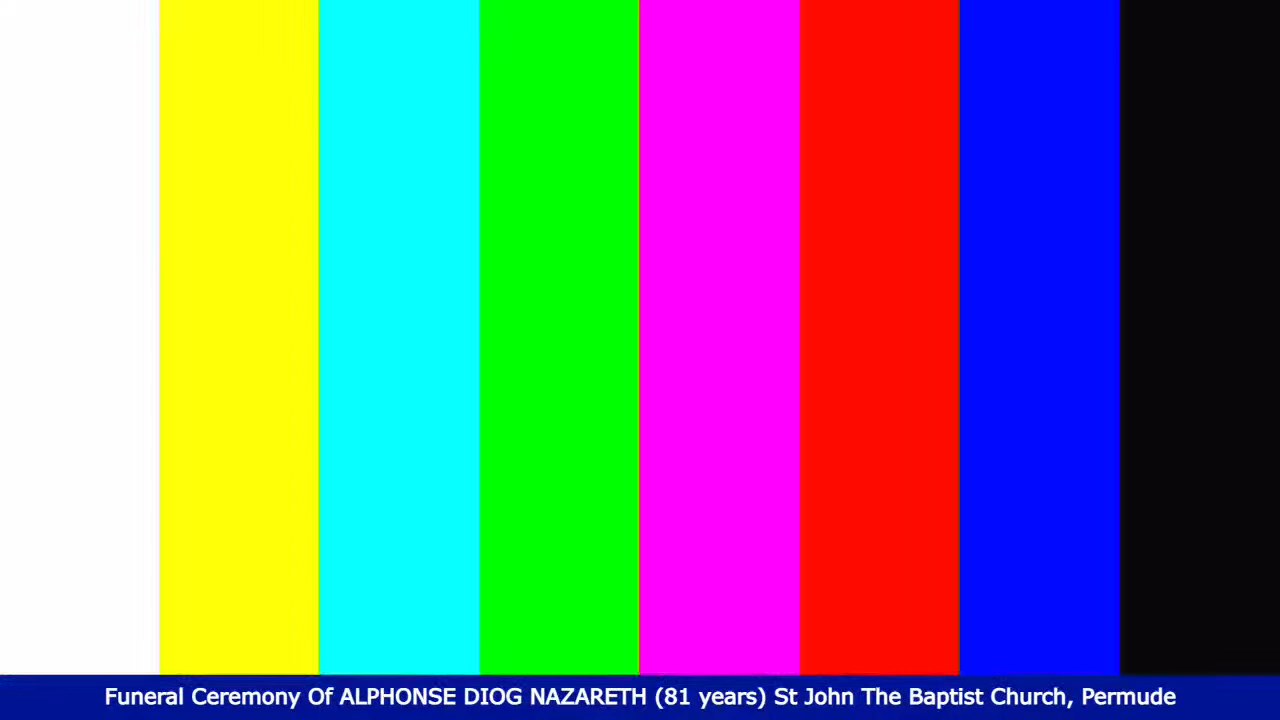 Funeral Ceremony Of ALPHONSE DIOG NAZARETH (81 years) St John The Baptist Church, Permude